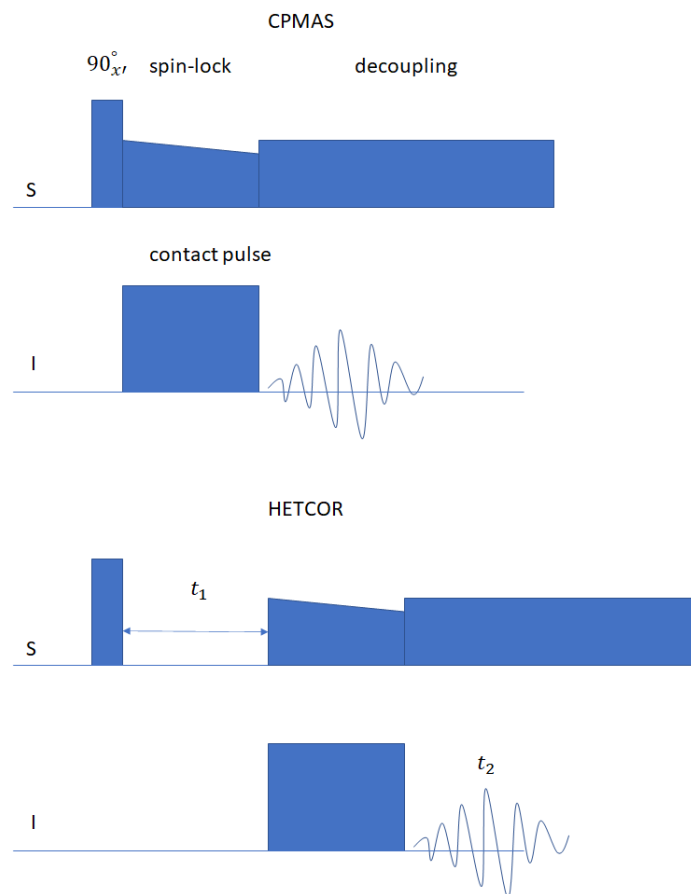 CPMAS
90°x′ spin-lock decoupling
S
contact pulse
I
HETCOR
t1
S
t2
I